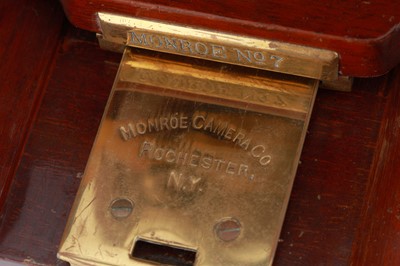 MONROE No 7
MONROE CAMERA CO
ROCHESTER.
N.Y.